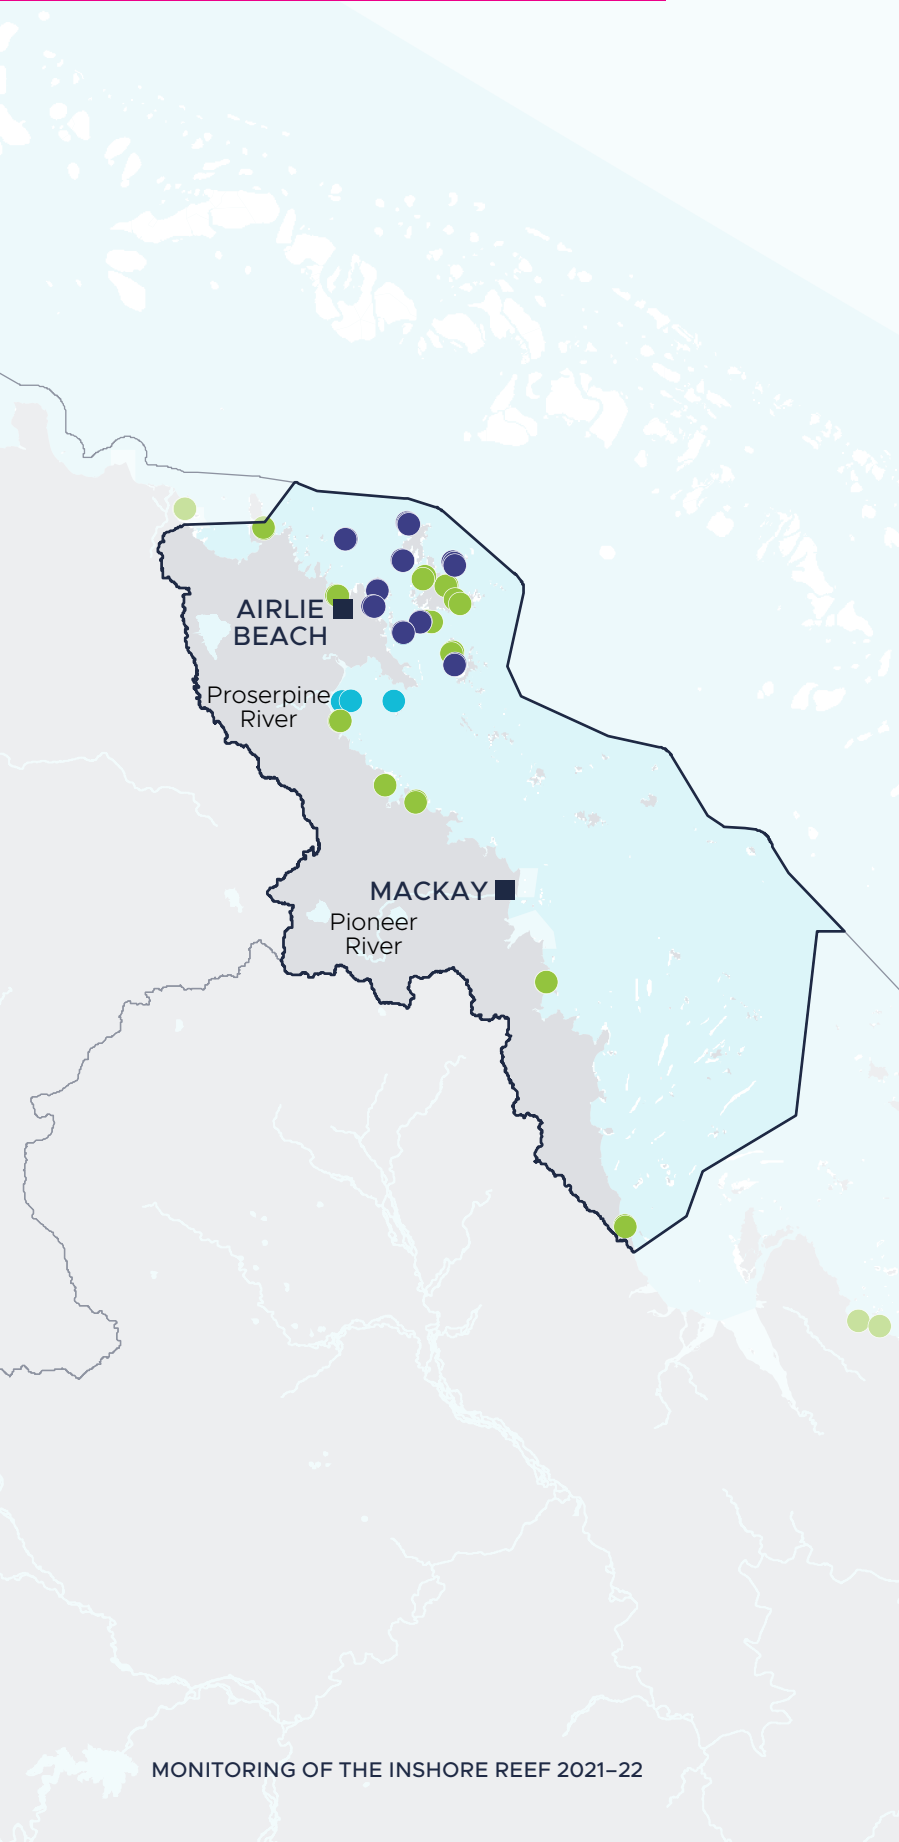 AIRLIE
BEACH
Proserpine
River
MACKAY
Pioneer
River
MONITORING OF THE INSHORE REEF 2021–22